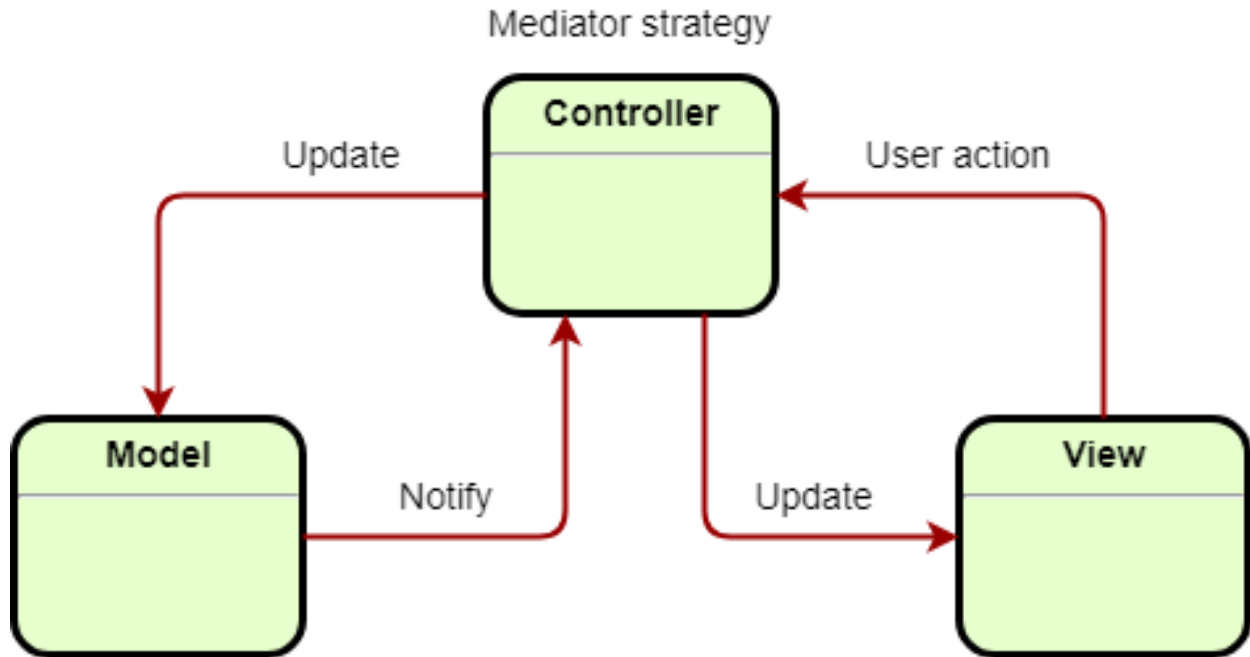 Mediator strategy
Controller
Update
User action
Model
View
Notify
Update